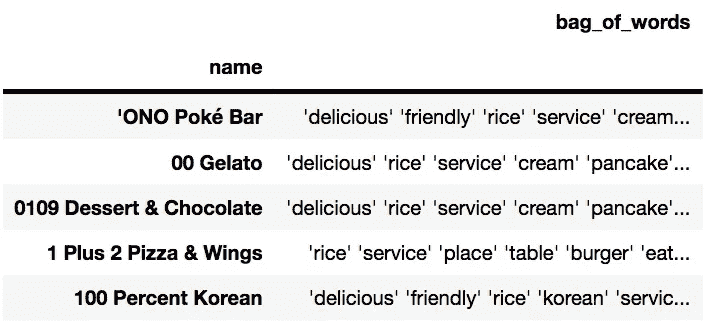 bag_of_words
name
'ONO Poké Bar 'delicious' 'friendly' 'rice' 'service' 'cream...
00 Gelato 'delicious' 'rice' 'service' 'cream' 'pancake'...
0109 Dessert & Chocolate 'delicious' 'rice' 'service' 'cream' 'pancake'...
1 Plus 2 Pizza & Wings 'rice' 'service' 'place' 'table' 'burger' 'eat...
100 Percent Korean 'delicious' 'friendly' 'rice' 'korean' 'servic...